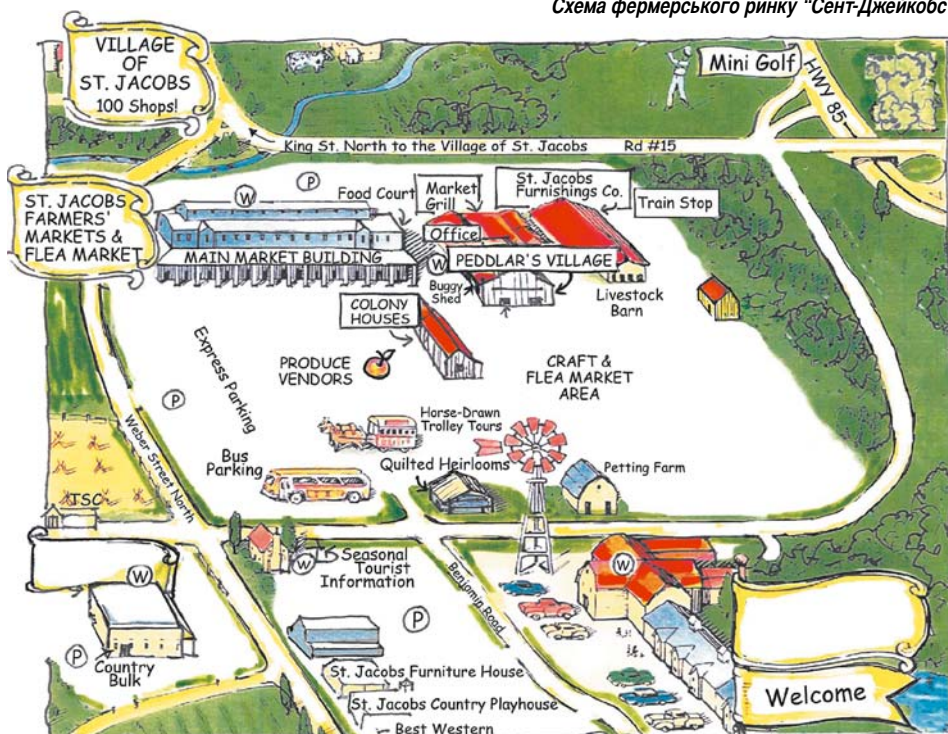 Схема фермерського ринку "Сент-Джейкобс
VILLAGE
OF
ST. JACOBS
100 Shops!
Mini Golf
HWY 85
King St. North to the Village of St. Jacobs Rd #15
ST. JACOBS
FARMERS'
MARKETS &
FLEA MARKET
W
P
Food Court
Market
Grill
St. Jacobs
Furnishings Co.
Train Stop
Office
MAIN MARKET BUILDING
W
PEDDLAR'S VILLAGE
Buggy
Shed
Livestock
Barn
COLONY
HOUSES
Express Parking
PRODUCE
VENDORS
CRAFT &
FLEA MARKET
AREA
P
Weber Street North
Horse-Drawn
Trolley Tours
Bus
Parking
Quilted Heirlooms
Petting Farm
TSC
W
Seasonal
Tourist
Information
Benjamin Road
W
W
P
P
Country
Bulk
St. Jacobs Furniture House
St. Jacobs Country Playhouse
Best Western
Welcome